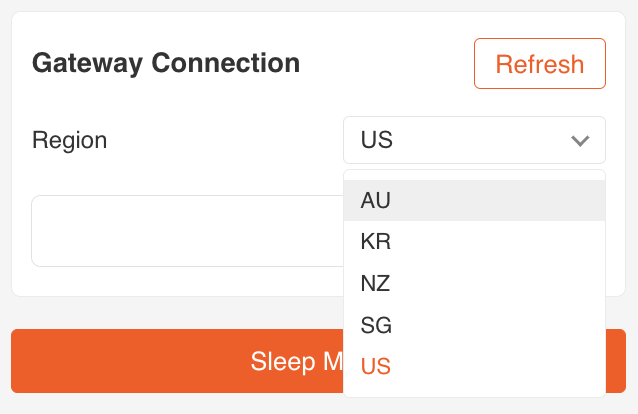 Gateway Connection
Refresh
Region
US
AU
KR
NZ
SG
Sleep
US